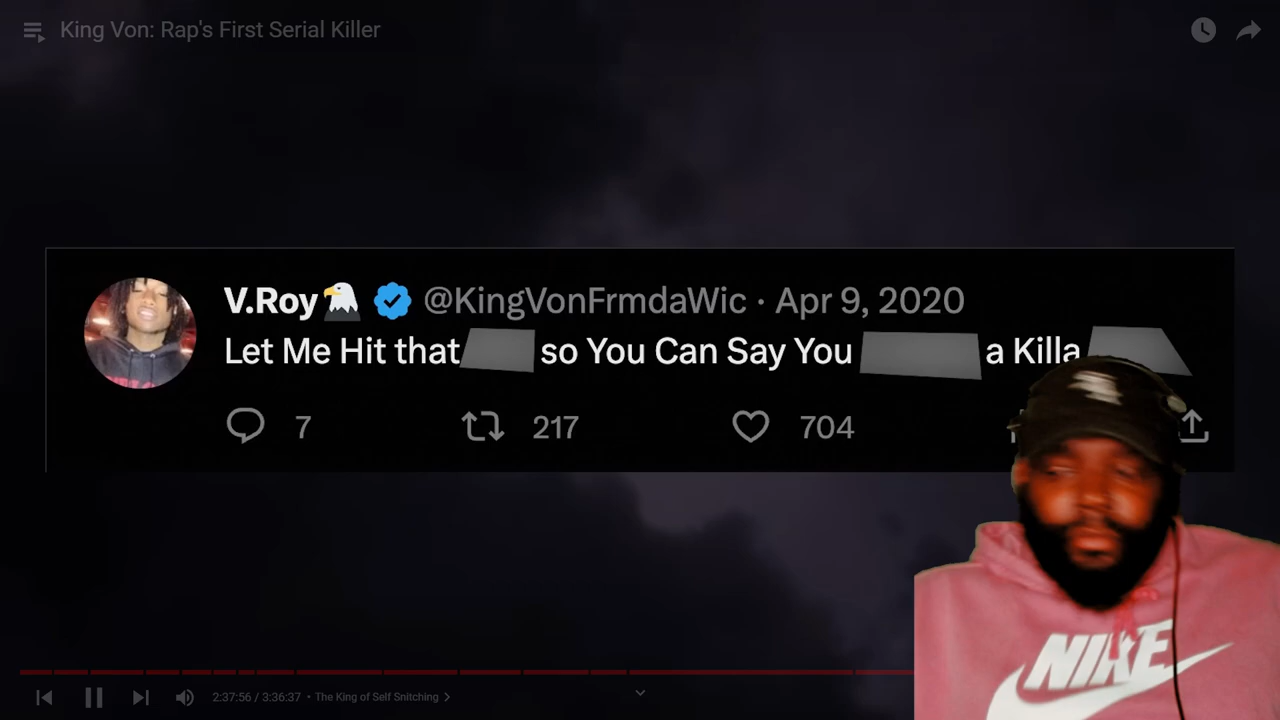 King Von: Rap's First Serial Killer
V.Roy🦅 @KingVonFrmdaWic · Apr 9, 2020
Let Me Hit that so You Can Say You a Killa
7 217 704
NIKE
2:37:56 / 3:36:37 • The King of Self Snitching